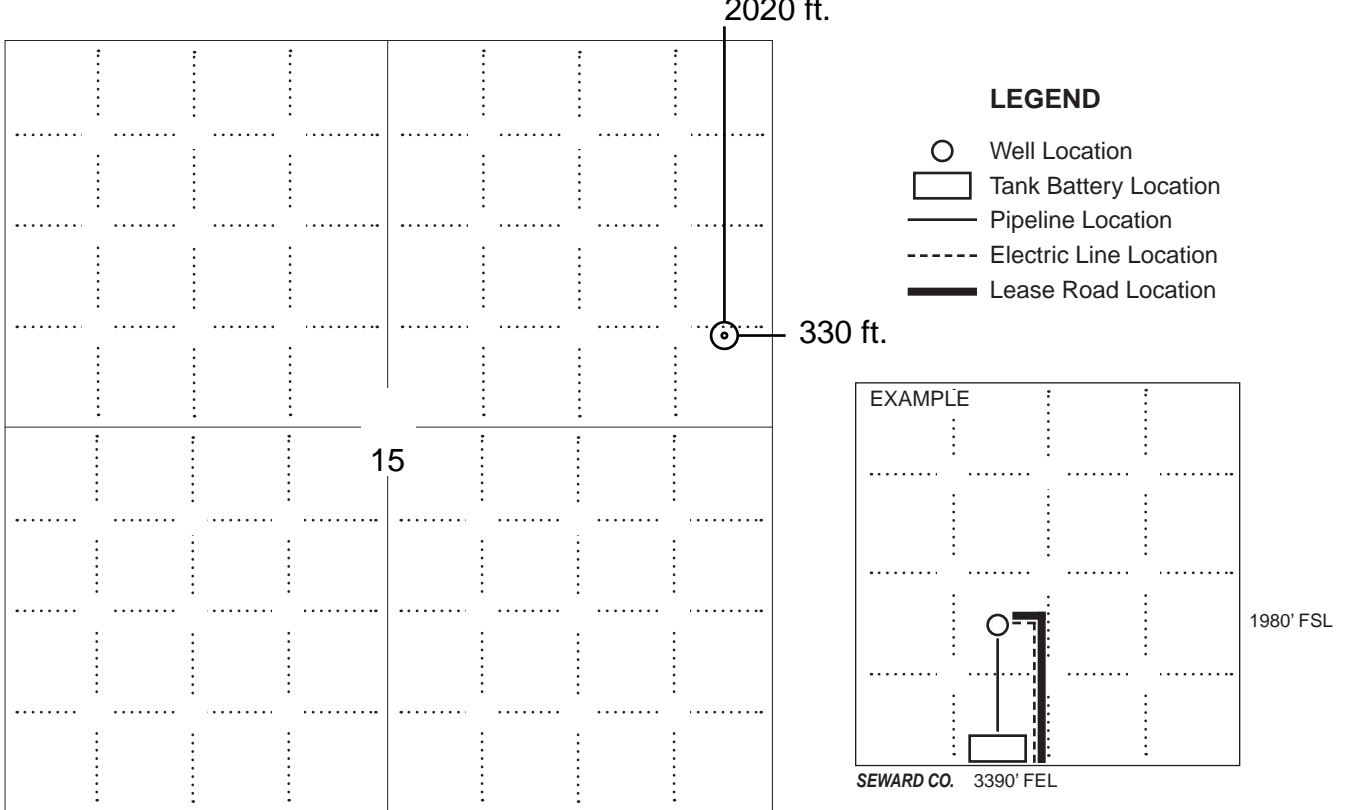 2020 ft.
LEGEND
Well Location
Tank Battery Location
Pipeline Location
Electric Line Location
Lease Road Location
330 ft.
EXAMPLE
15
1980' FSL
SEWARD CO. 3390' FEL